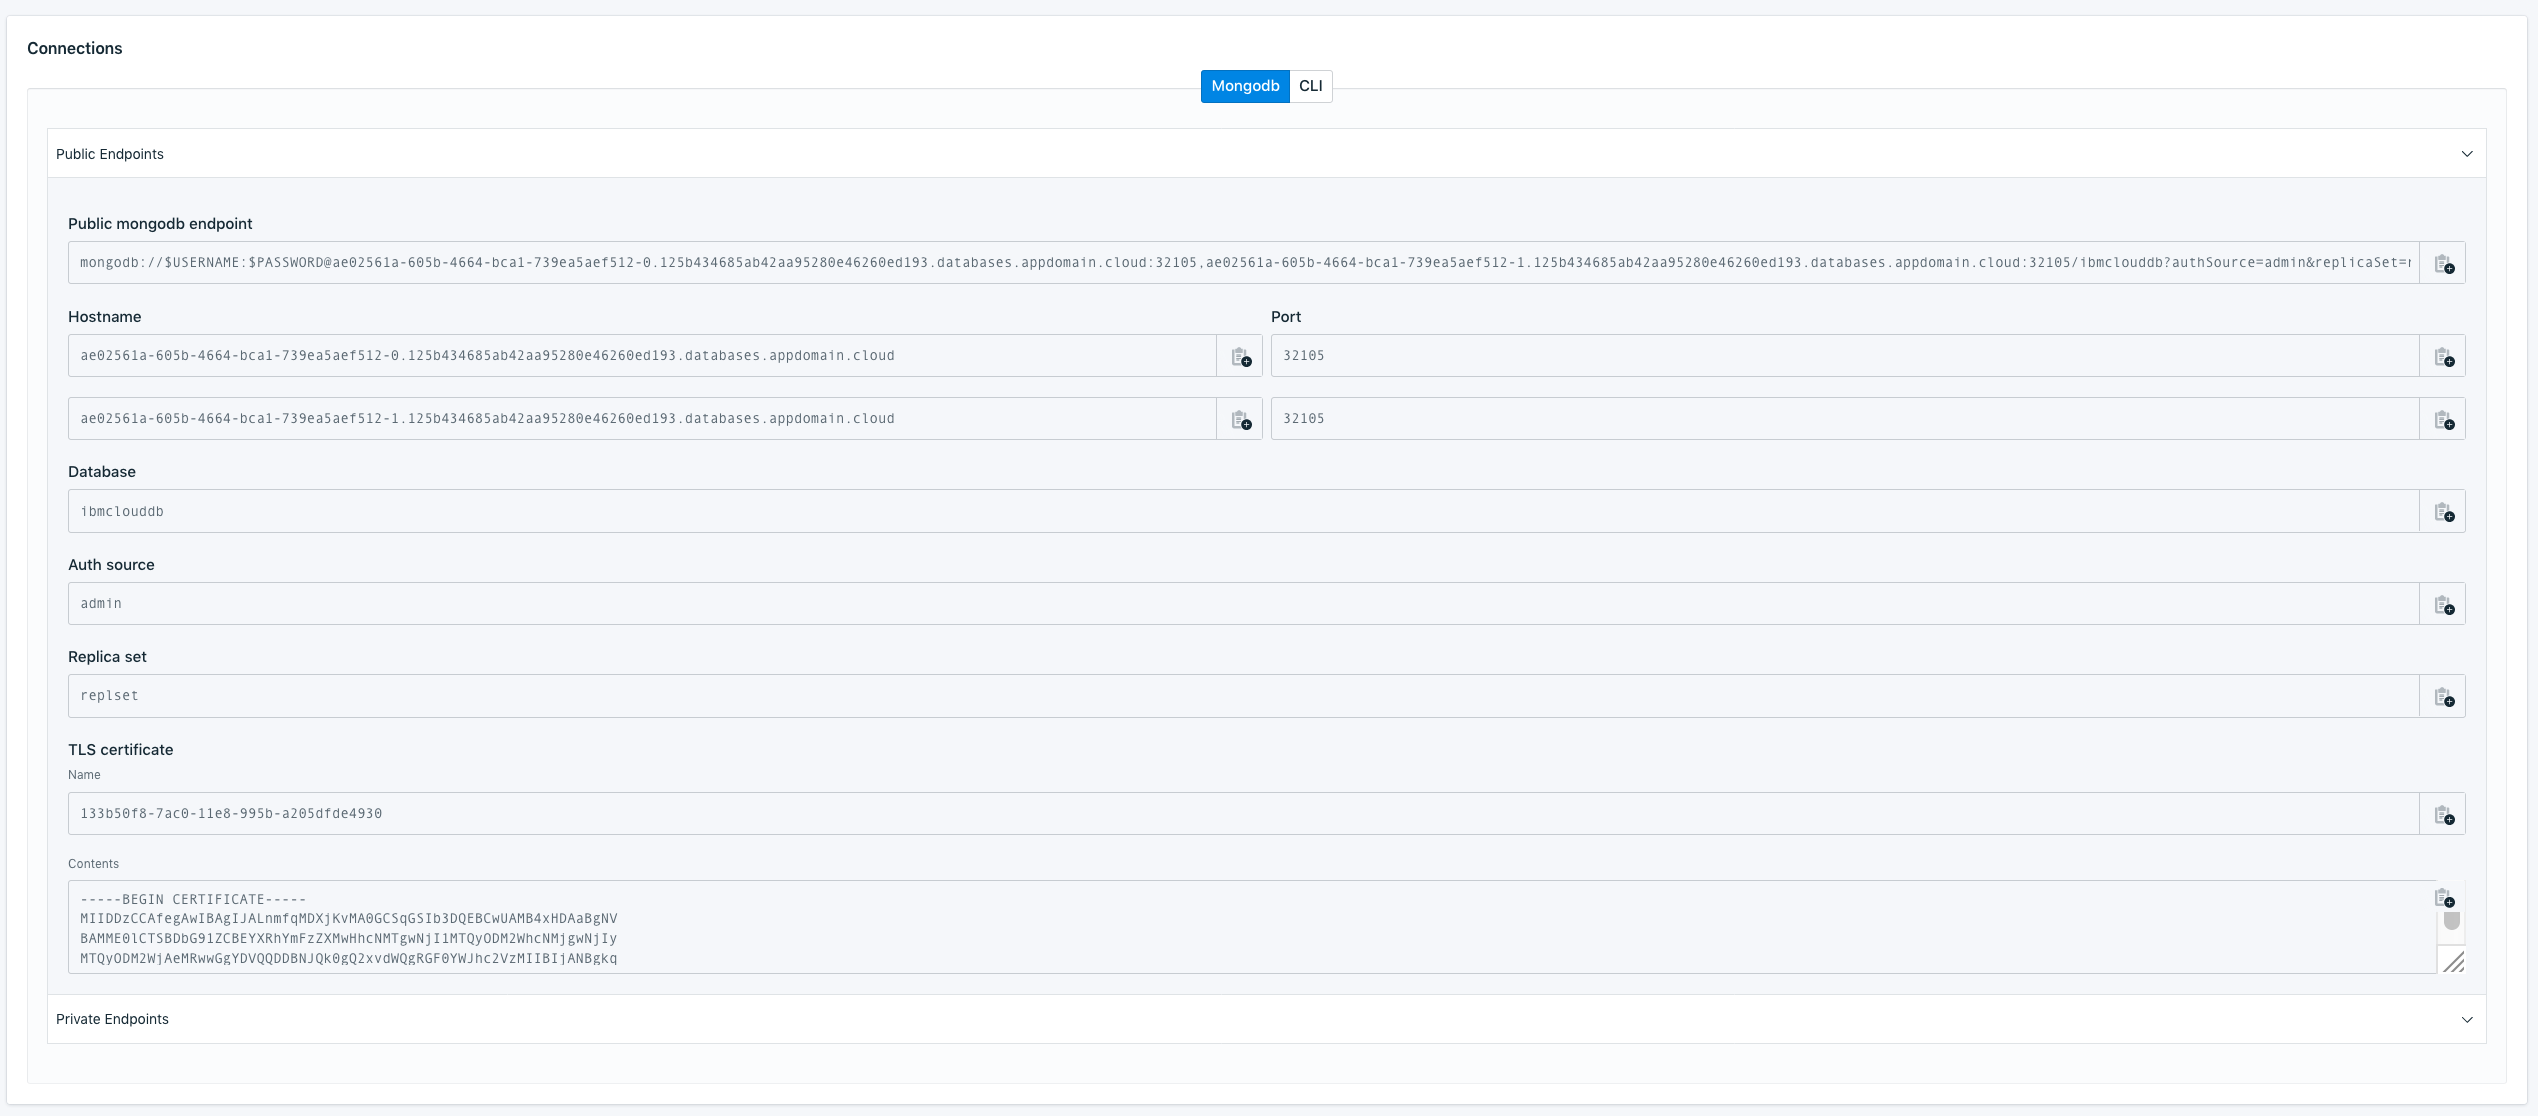 Connections
Mongodb CLI
Public Endpoints
Public mongodb endpoint
mongodb://$USERNAME:$PASSWORD@ae02561a-605b-4664-bca1-739ea5aef512-0.125b434685ab42aa95280e46260ed193.databases.appdomain.cloud:32105,ae02561a-605b-4664-bca1-739ea5aef512-1.125b434685ab42aa95280e46260ed193.databases.appdomain.cloud:32105/ibmclouddb?authSource=admin&replicaSet=r
Hostname Port
ae02561a-605b-4664-bca1-739ea5aef512-0.125b434685ab42aa95280e46260ed193.databases.appdomain.cloud 32105
ae02561a-605b-4664-bca1-739ea5aef512-1.125b434685ab42aa95280e46260ed193.databases.appdomain.cloud 32105
Database
ibmclouddb
Auth source
admin
Replica set
replset
TLS certificate
Name
133b50f8-7ac0-11e8-995b-a205dfde4930
Contents
-----BEGIN CERTIFICATE-----
MIIDDzCCAfegAwIBAgIJALnmfqMDXjKvMA0GCSqGSIb3DQEBCwUAMB4xHDAaBgNV
BAMME0lCTSBDbG91ZCBEYXRhYmFzZXMwHhcNMTgwNjI1MTQyODM2WhcNMjgwNjIy
MTQyODM2WjAeMRwwGgYDVQQDDBNJQk0gQ2xvdWQgRGF0YWJhc2VzMIIBIjANBgkq
Private Endpoints